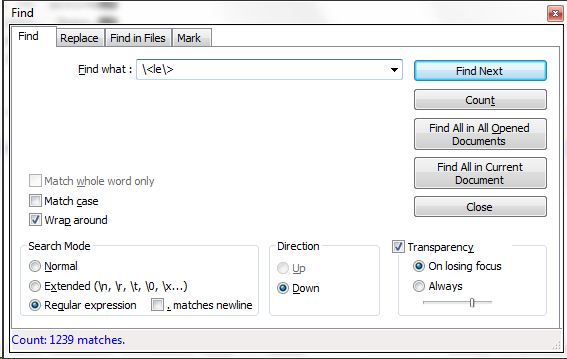 Find
Find Replace Find in Files Mark
Find what : \<le\>
Find Next
Count
Find All in All Opened
Documents
Find All in Current
Document
Close
Match whole word only
Match case
Wrap around
Search Mode
Normal
Extended (\n, \r, \t, \0, \x...)
Regular expression . matches newline
Direction
Up
Down
Transparency
On losing focus
Always
Count: 1239 matches.